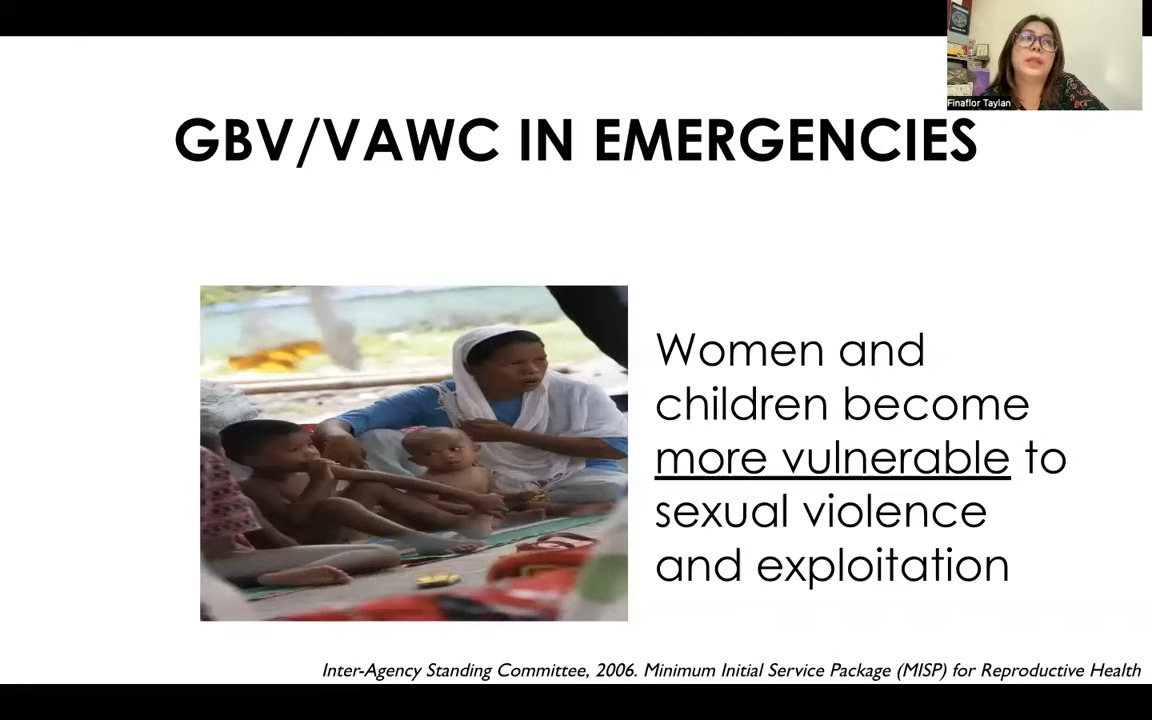 Finaflor Taylan
GBV/VAWC IN EMERGENCIES
Women and
children become
more vulnerable to
sexual violence
and exploitation
Inter-Agency Standing Committee, 2006. Minimum Initial Service Package (MISP) for Reproductive Health